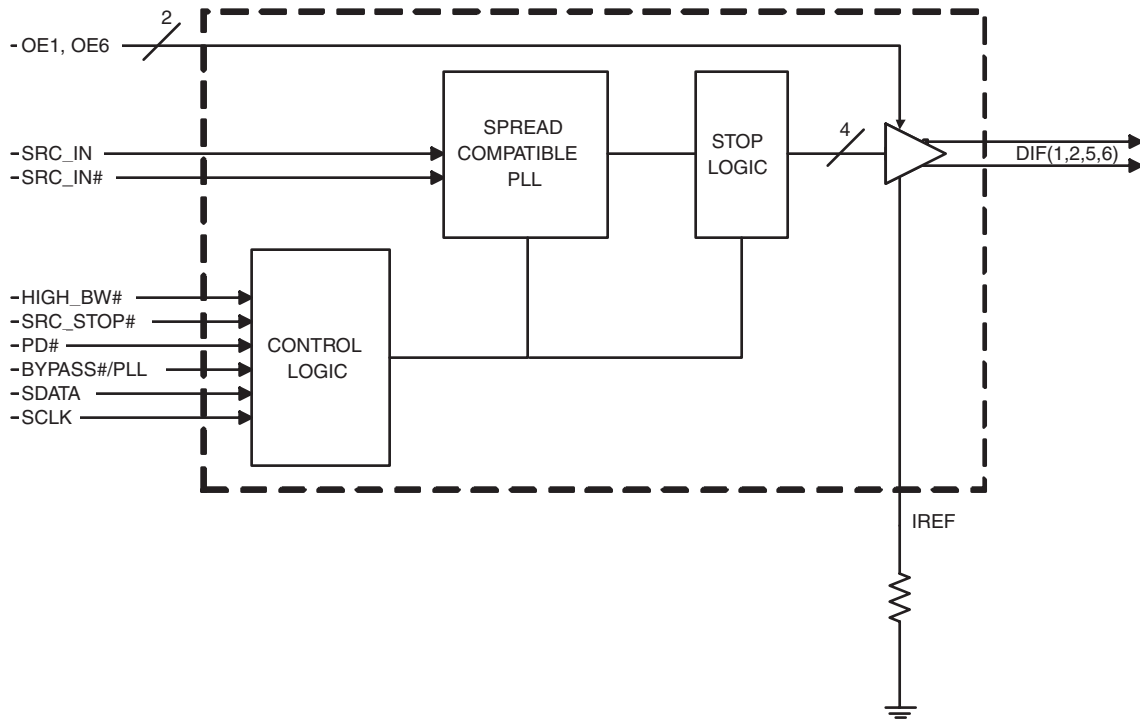 2
OE1, OE6
SPREAD
COMPATIBLE
PLL
STOP
LOGIC
4
DIF(1,2,5,6)
SRC_IN
SRC_IN#
HIGH_BW#
SRC_STOP#
PD#
BYPASS#/PLL
SDATA
SCLK
CONTROL
LOGIC
IREF